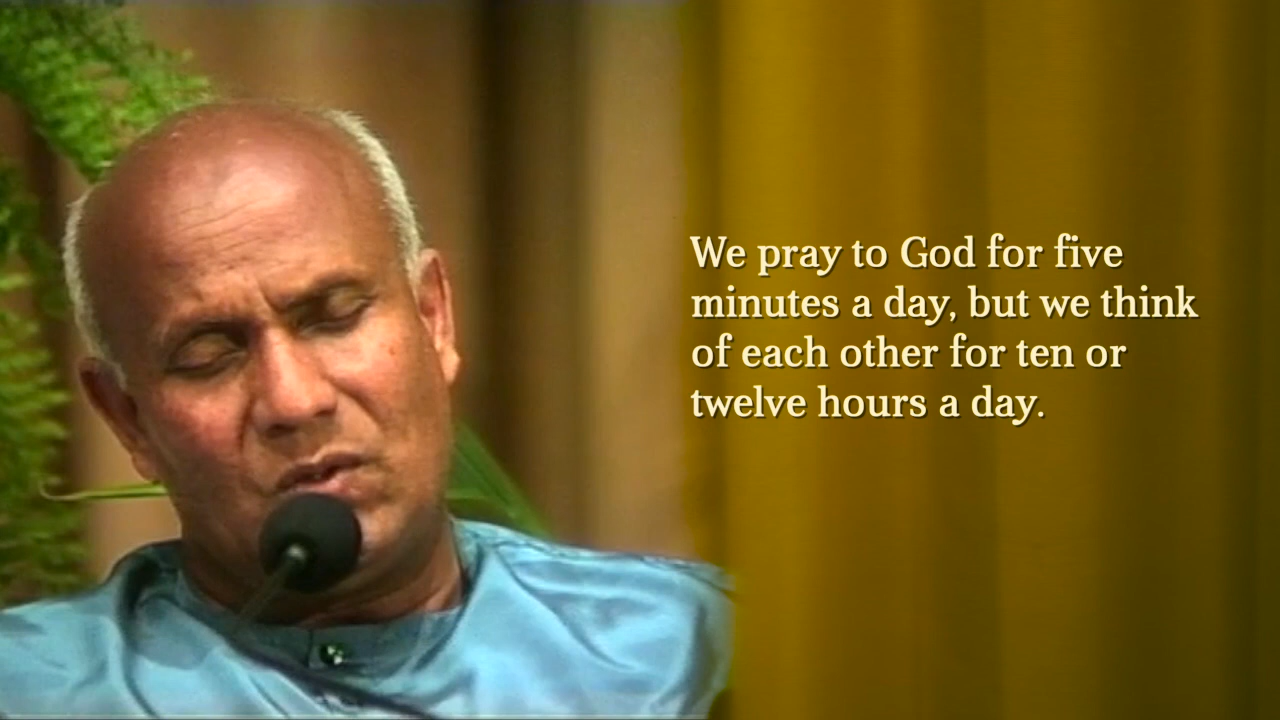 We pray to God for five
minutes a day, but we think
of each other for ten or
twelve hours a day.